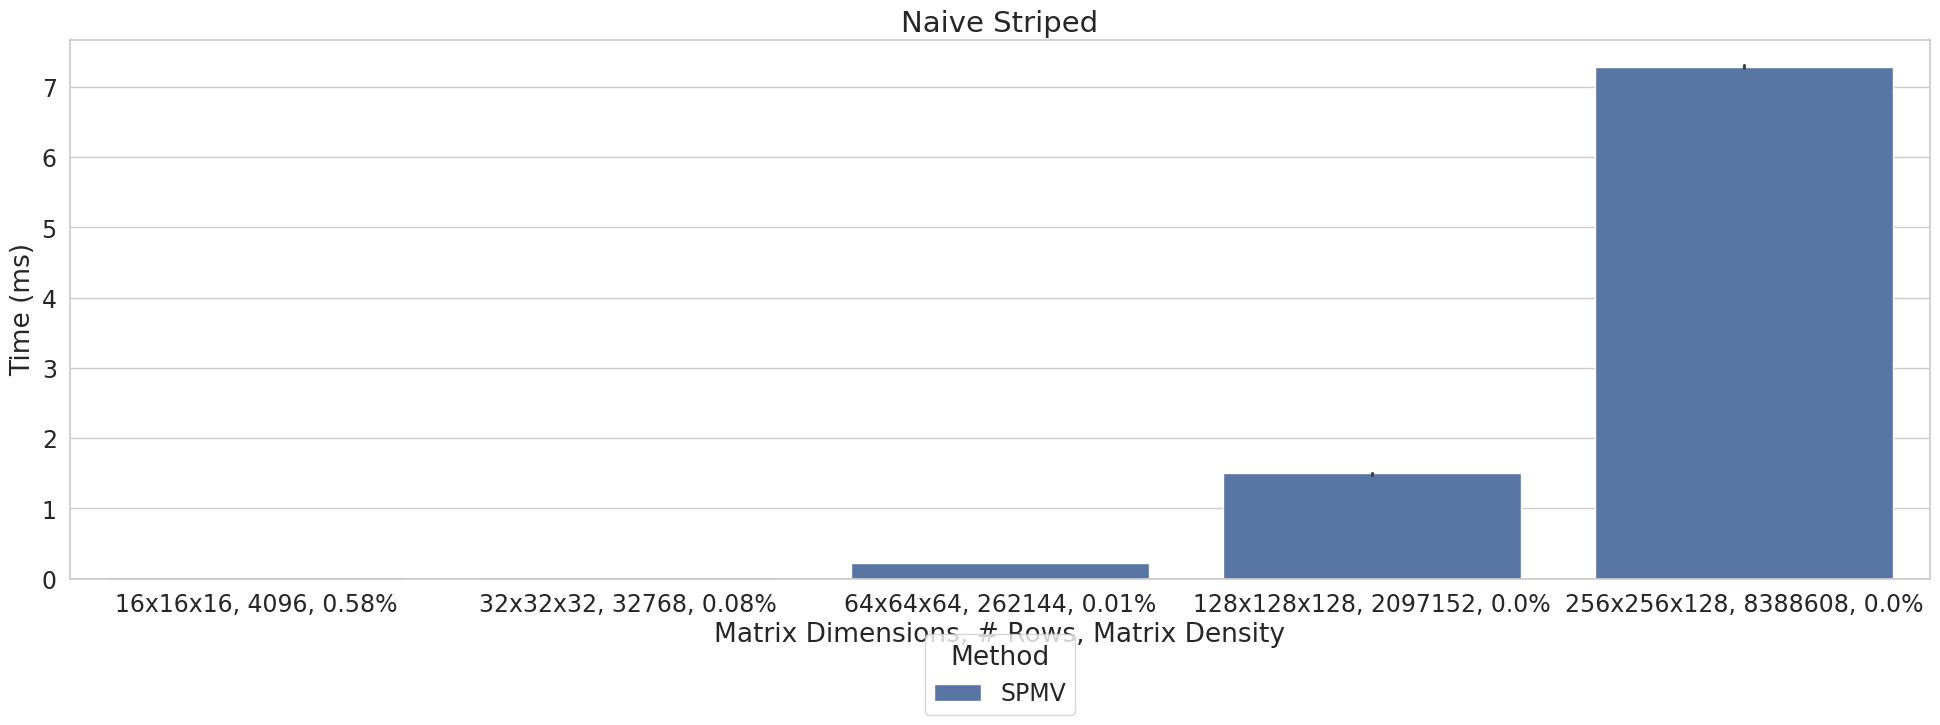 Naive Striped
7
6
5
4
3
2
1
0
Time (ms)
16x16x16, 4096, 0.58%
32x32x32, 32768, 0.08%
64x64x64, 262144, 0.01%
128x128x128, 2097152, 0.0%
256x256x128, 8388608, 0.0%
Matrix Dimensions, # Rows, Matrix Density
Method
SPMV